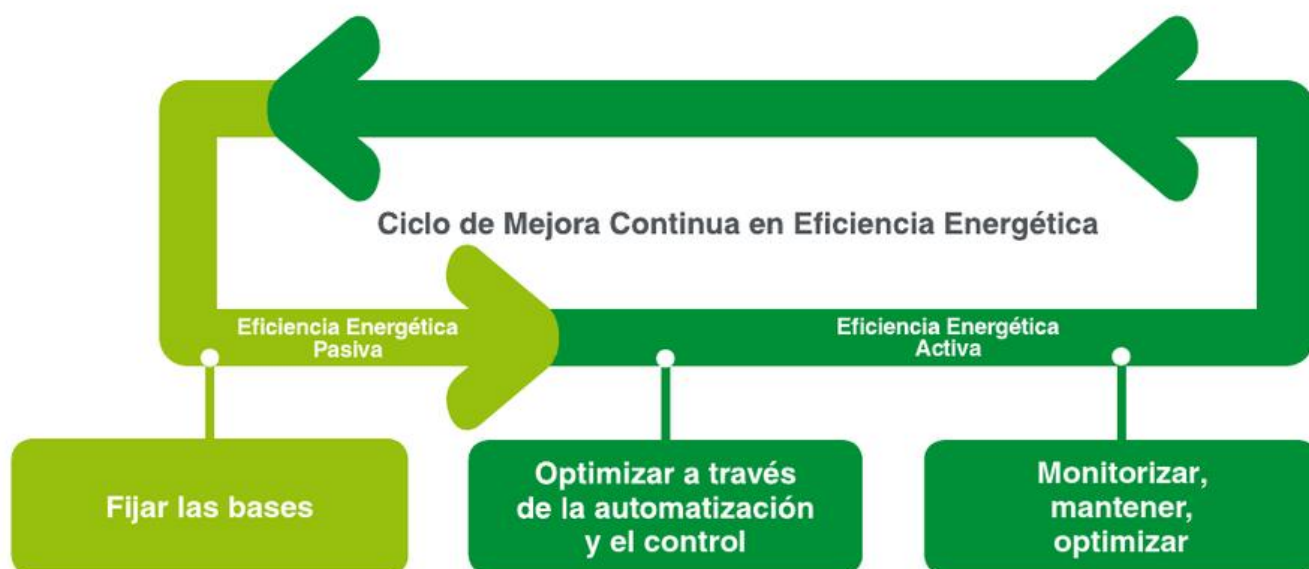 Ciclo de Mejora Continua en Eficiencia Energética
Eficiencia Energética
Pasiva
Eficiencia Energética
Activa
Fijar las bases
Optimizar a través
de la automatización
y el control
Monitorizar,
mantener,
optimizar